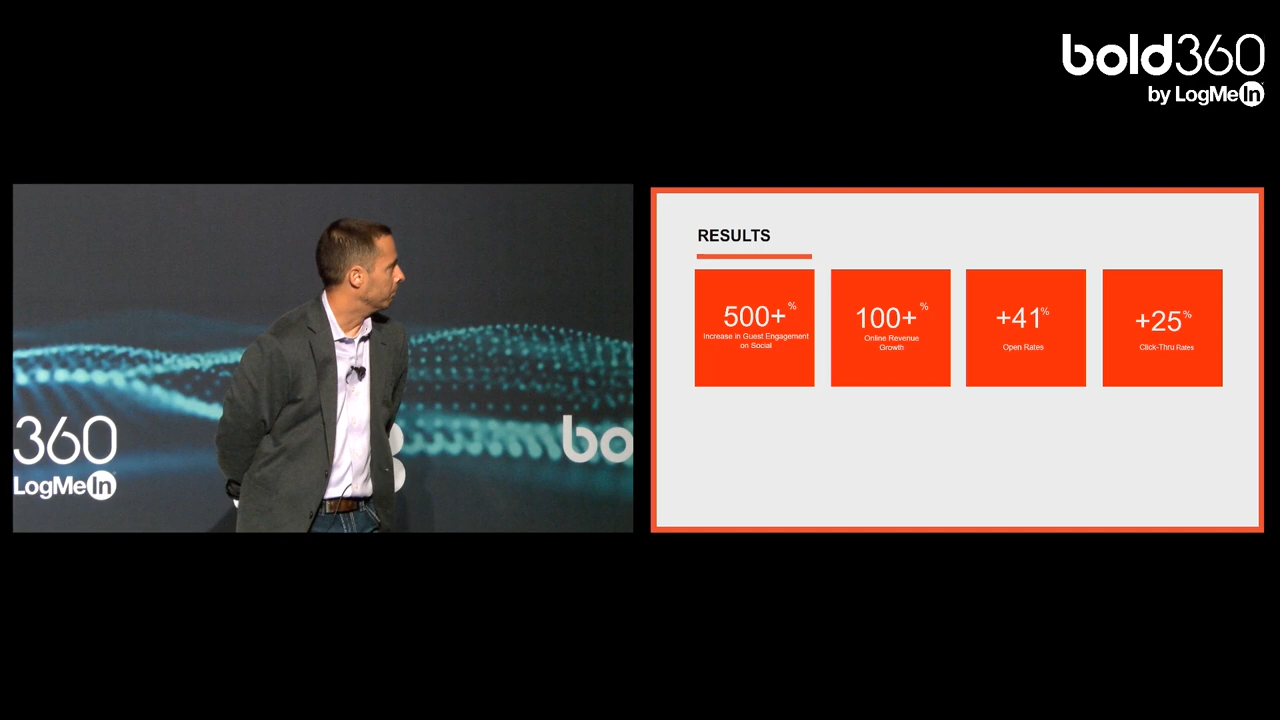 bold360
by LogMeIn
360
LogMeIn
bo
RESULTS
500+%
Increase in Guest Engagement
on Social
100+%
Online Revenue
Growth
+41%
Open Rates
+25%
Click-Thru Rates